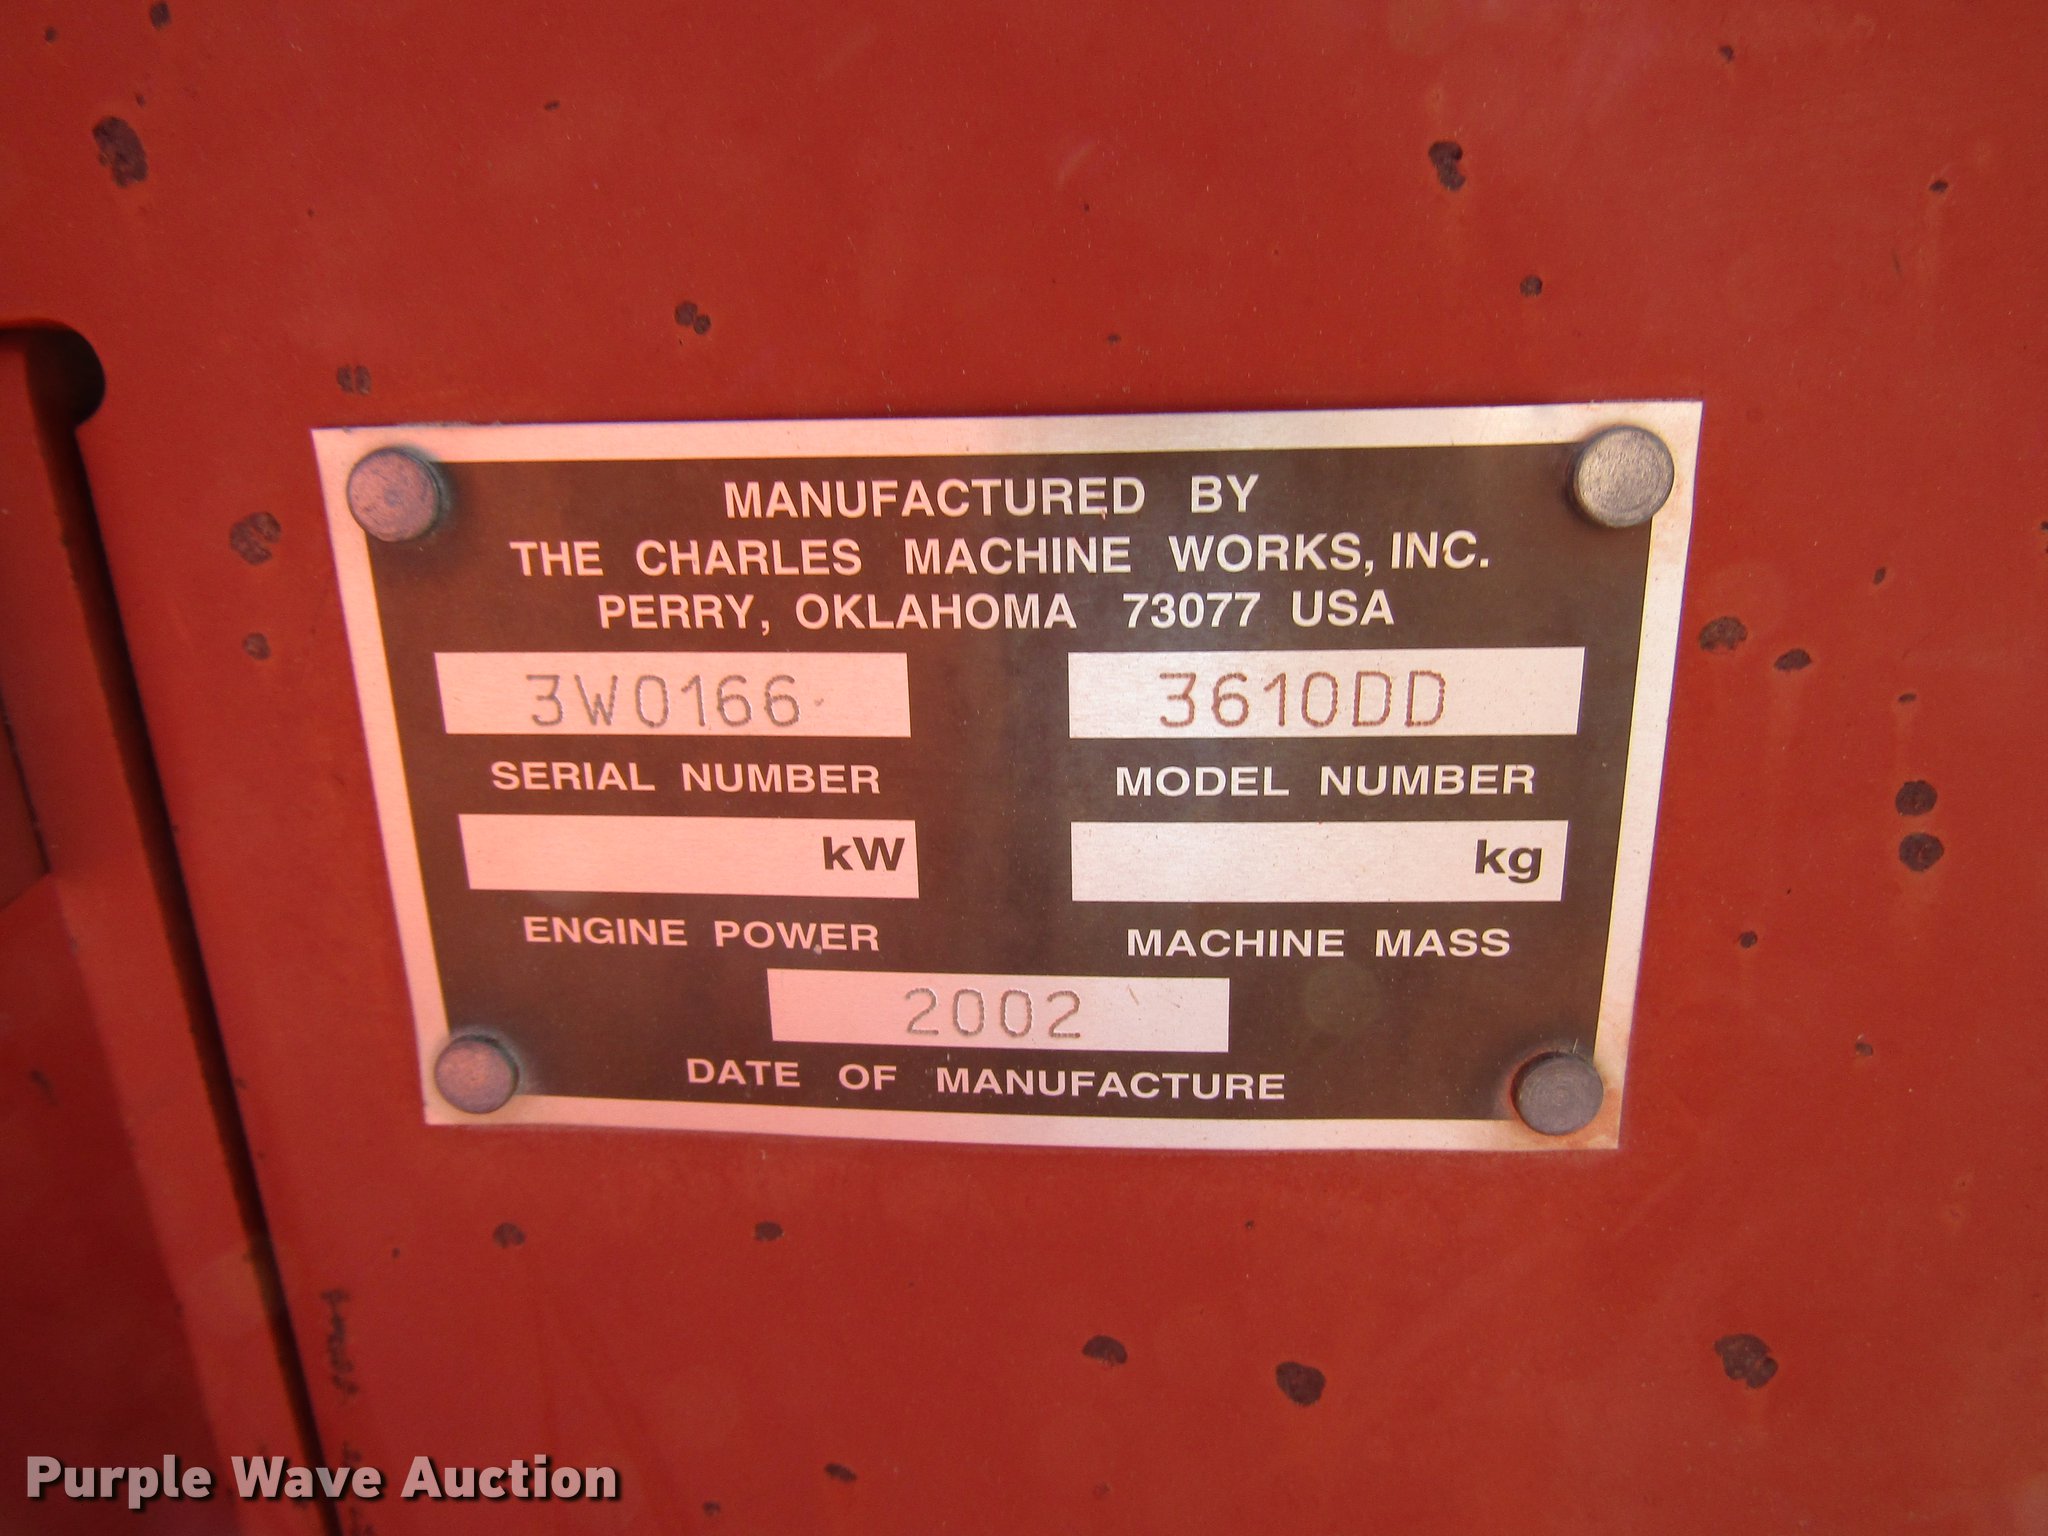 MANUFACTURED BY
THE CHARLES MACHINE WORKS, INC.
PERRY, OKLAHOMA 73077 USA
3W0166 3610DD
SERIAL NUMBER MODEL NUMBER
kW kg
ENGINE POWER MACHINE MASS
2002
DATE OF MANUFACTURE
Purple Wave Auction